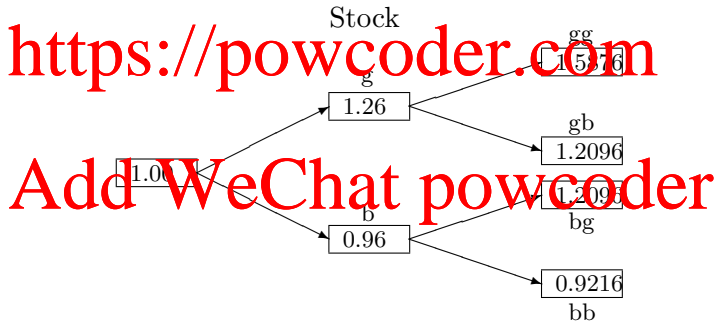 Stock
gg
https://powcoder.com
1.5876
g
1.26
gb
1.2096
1.00
Add WeChat powcoder
1.2096
b
bg
0.96
0.9216
bb